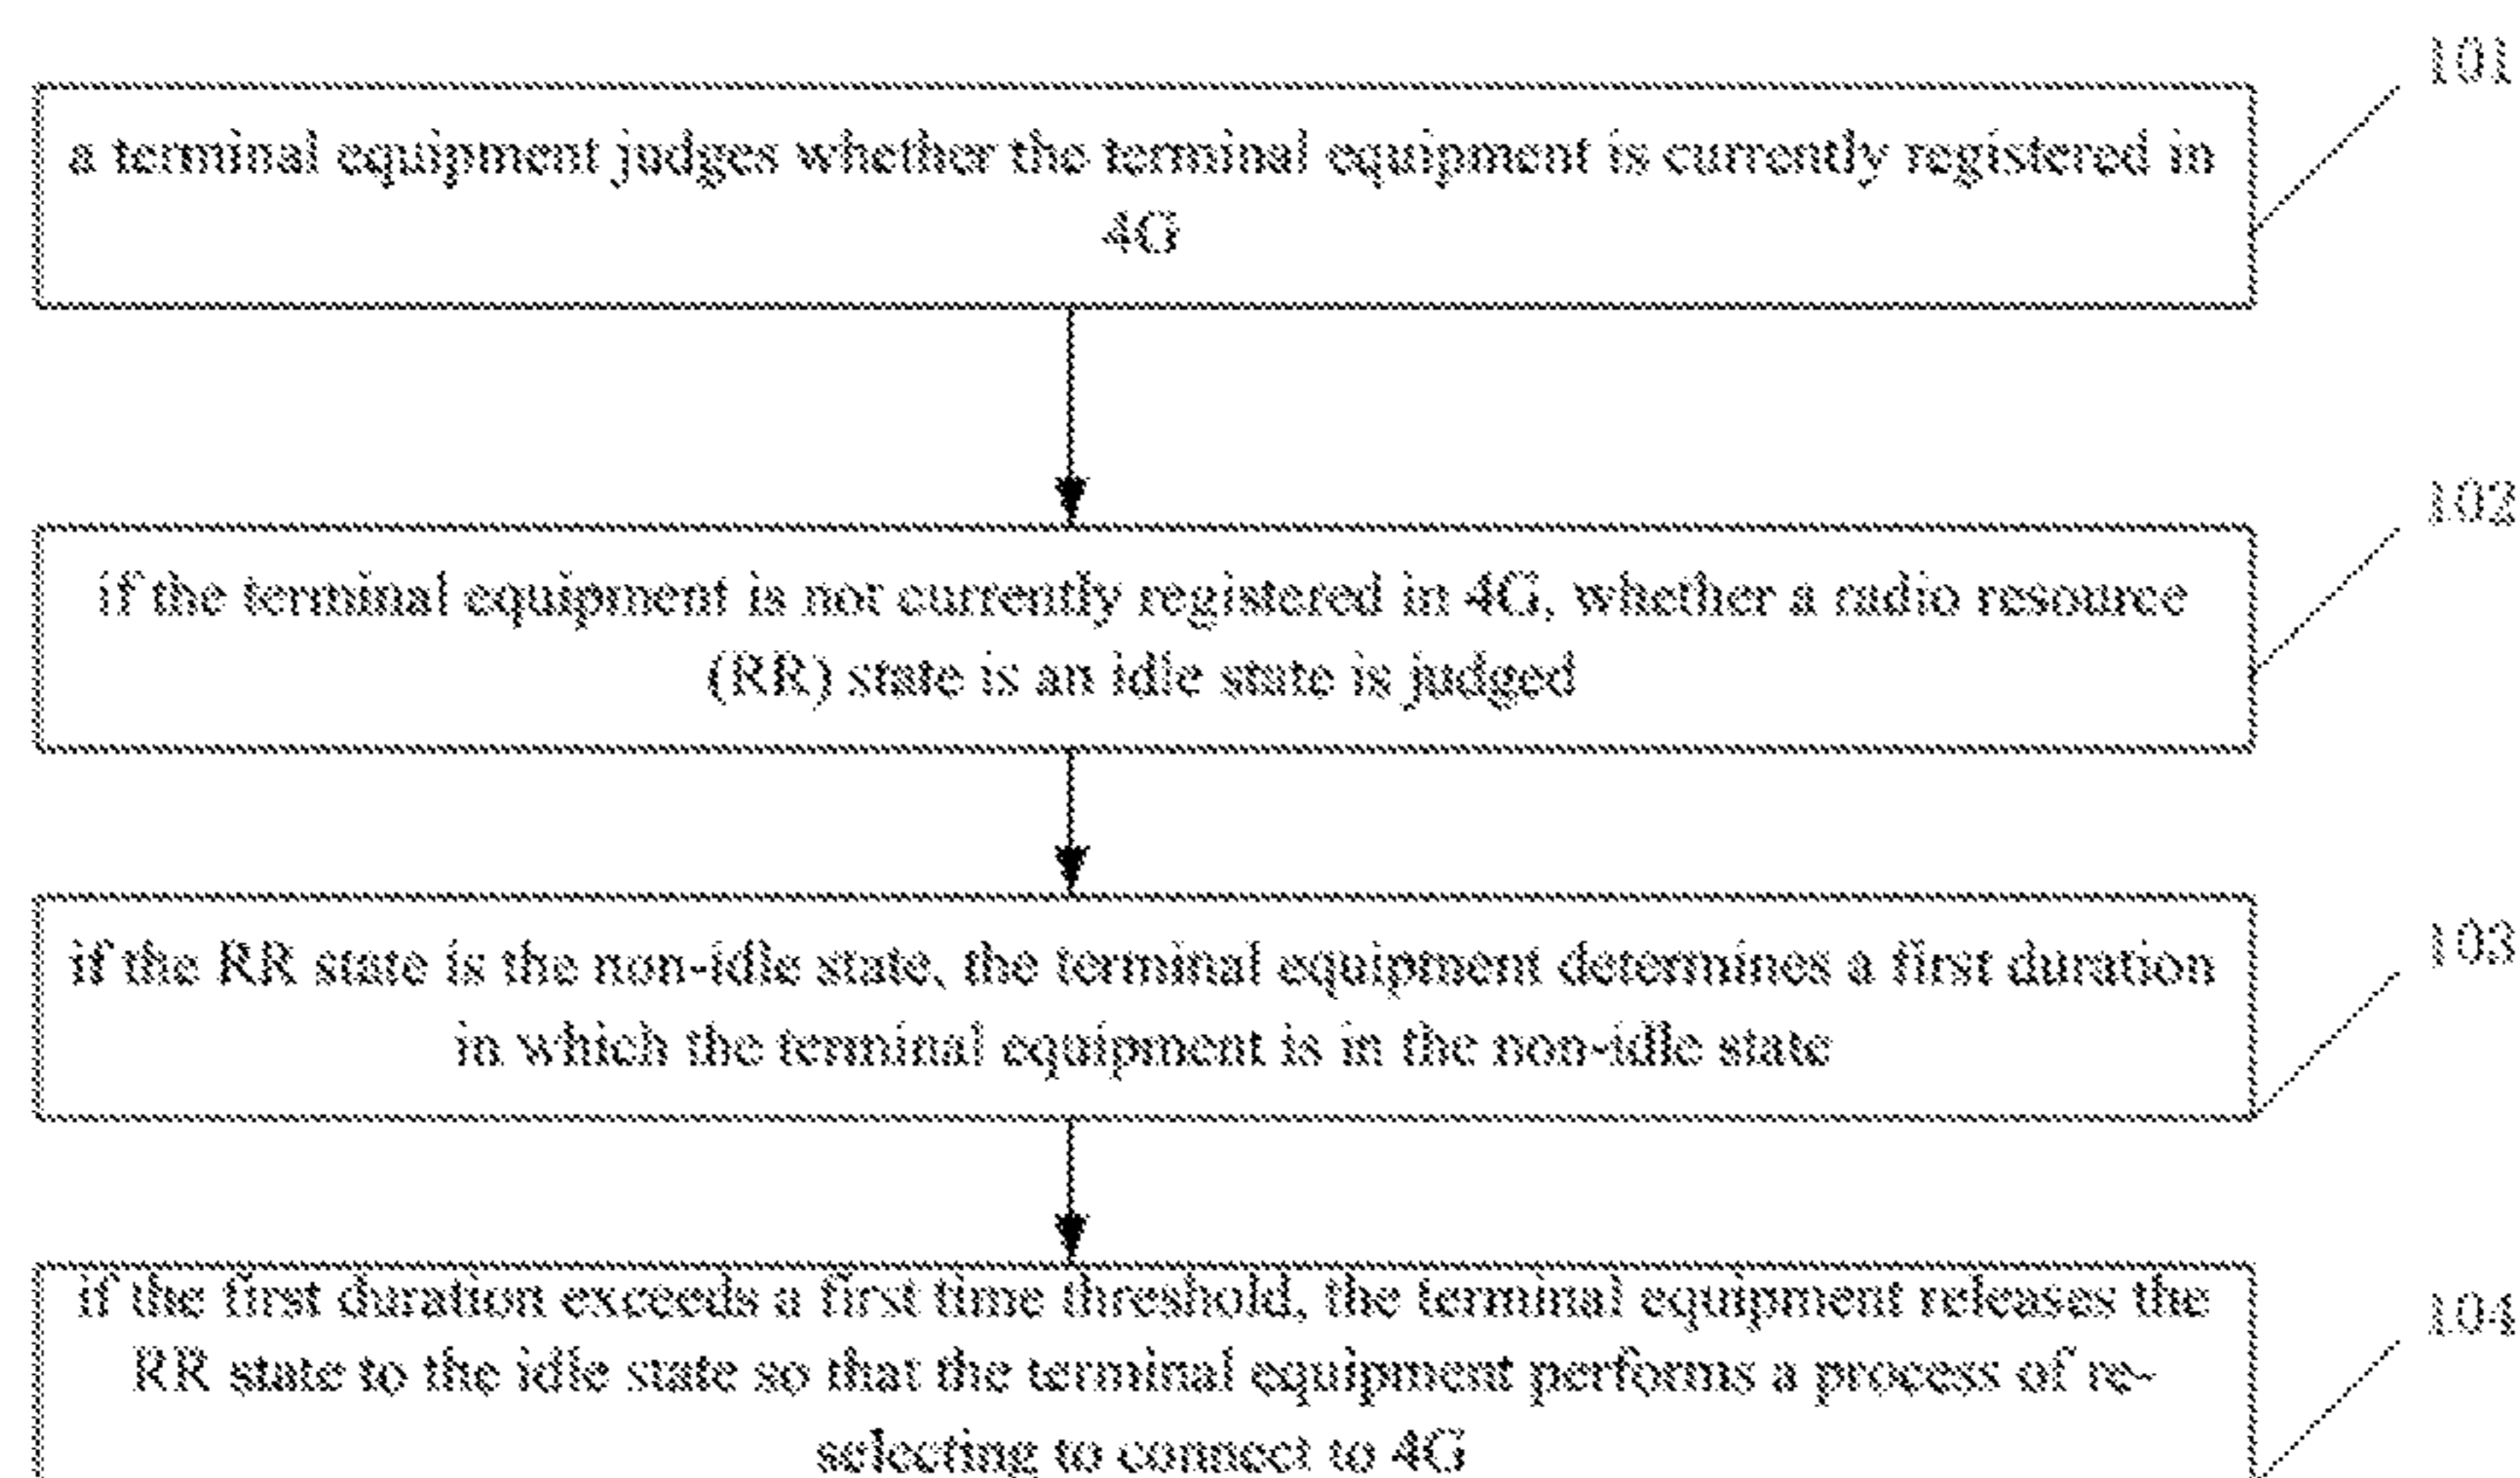 101
a terminal equipment judges whether the terminal equipment is currently registered in
4G
102
if the terminal equipment is not currently registered in 4G, whether a radio resource
(RR) state is an idle state is judged
103
if the RR state is the non-idle state, the terminal equipment determines a first duration
in which the terminal equipment is in the non-idle state
104
if the first duration exceeds a first time threshold, the terminal equipment releases the
RR state to the idle state so that the terminal equipment performs a process of re-
selecting to connect to 4G